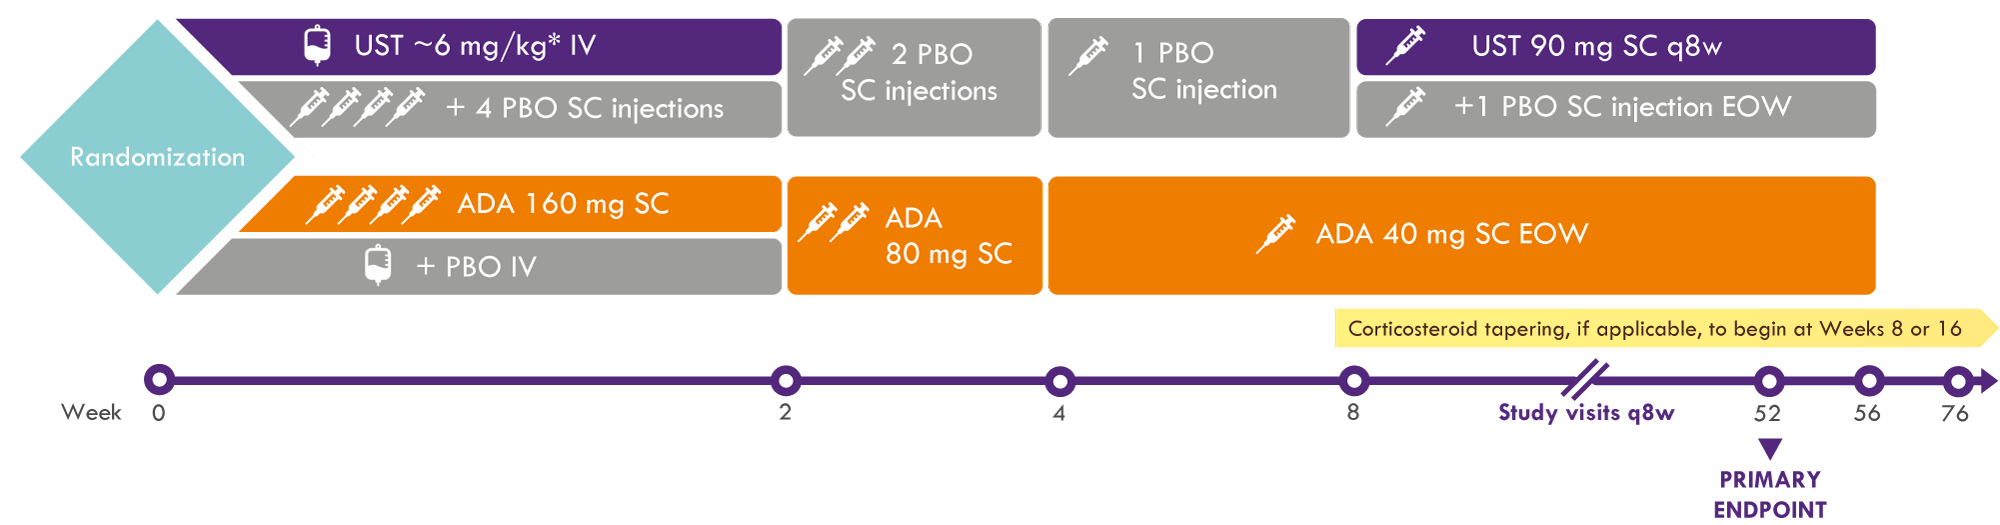 Randomization
UST ~6 mg/kg* IV
+ 4 PBO SC injections
2 PBO
SC injections
1 PBO
SC injection
UST 90 mg SC q8w
+1 PBO SC injection EOW
ADA 160 mg SC
+ PBO IV
ADA
80 mg SC
ADA 40 mg SC EOW
Corticosteroid tapering, if applicable, to begin at Weeks 8 or 16
Week 0 2 4 8 Study visits q8w 52 56 76
PRIMARY
ENDPOINT